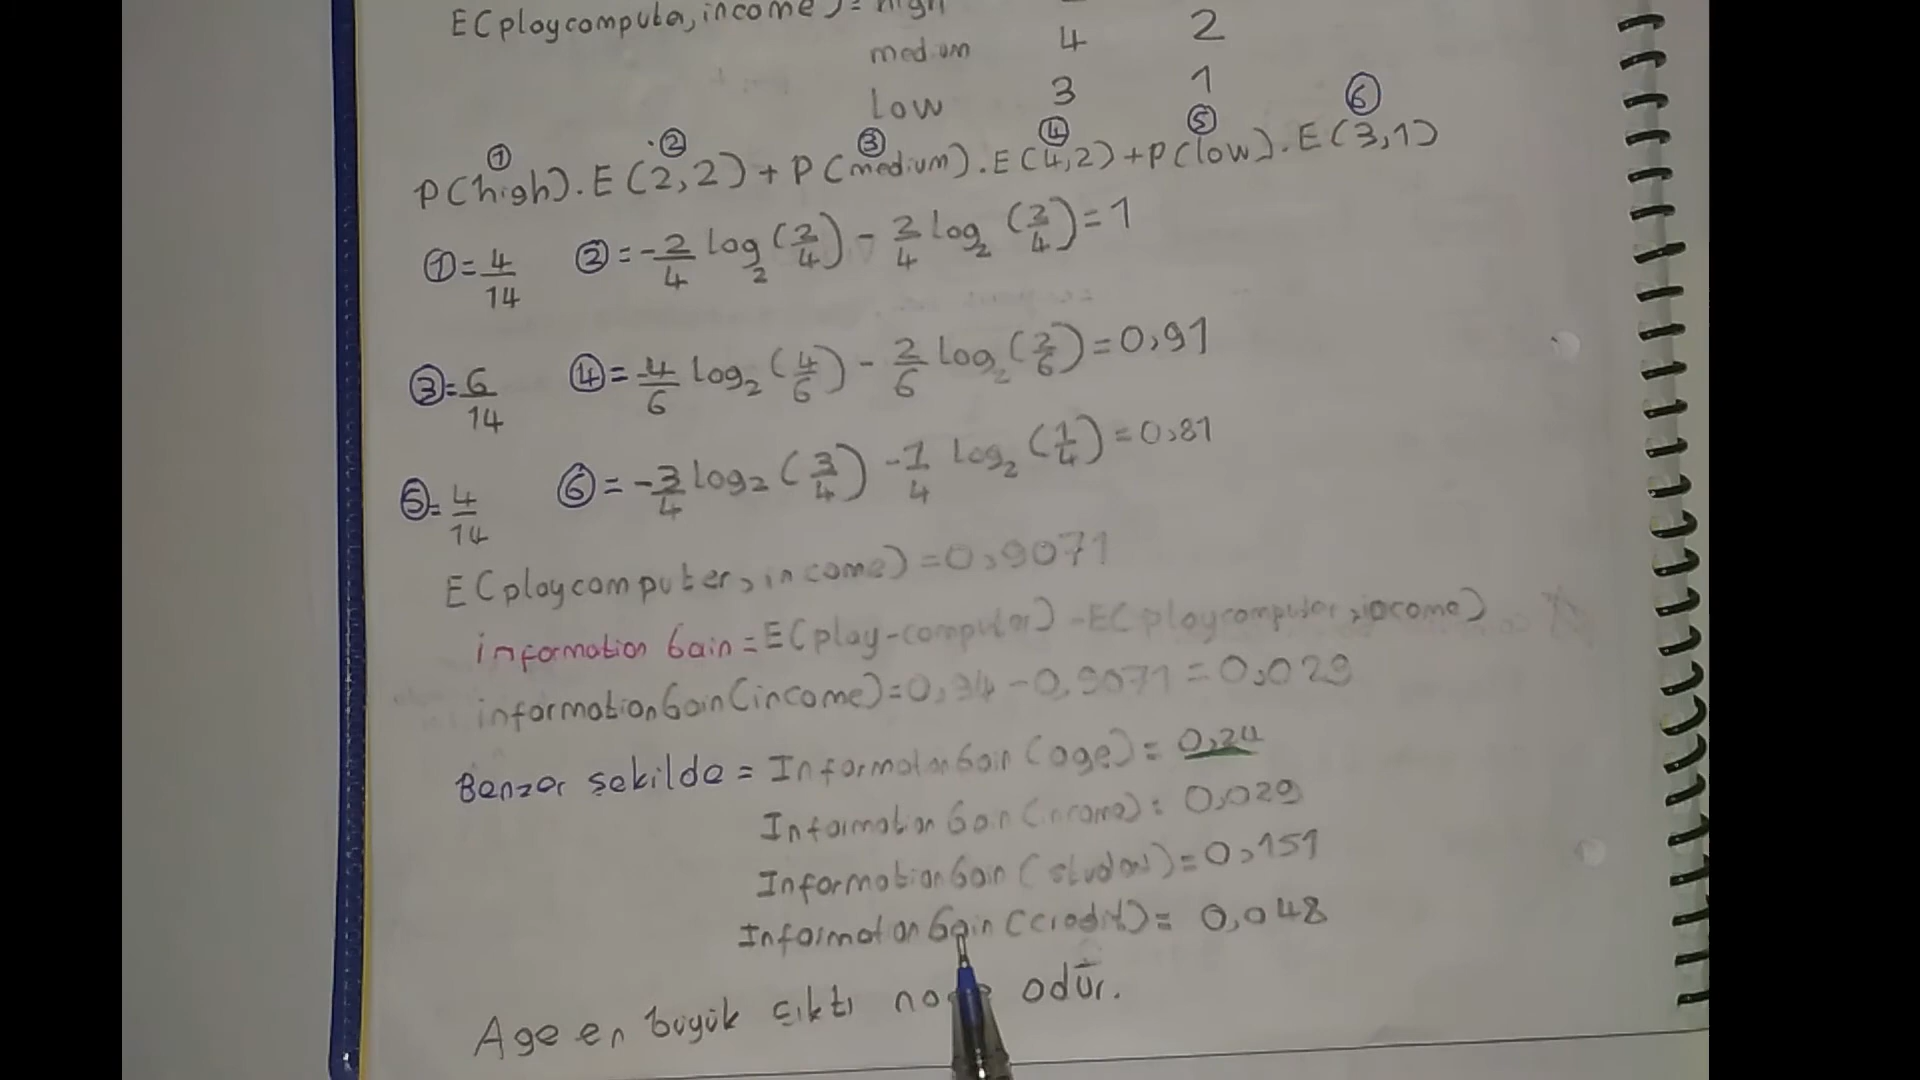 E(playcomputer, income) = high
medium 4 2
Low 3 1
① ② ③ ④ ⑤ ⑥
P(high). E(2,2) + P(medium). E(4,2) + P(low). E(3,1)
① = 4/14 ② = -2/4 log₂ (2/4) - 2/4 log₂ (2/4) = 1
③ = 6/14 ④ = -4/6 log₂ (4/6) - 2/6 log₂ (2/6) = 0,91
⑤ = 4/14 ⑥ = -3/4 log₂ (3/4) - 1/4 log₂ (1/4) = 0,81
E(playcomputer, income) = 0,9071
information Gain = E(play-computer) - E(playcomputer, income)
informationGain(income) = 0,94 - 0,9071 = 0,029
Benzer şekilde = InformationGain (age) = 0,24
InformationGain (income) = 0,029
InformationGain (student) = 0,151
InformationGain (credit) = 0,048
Age en büyük çıktı odur.